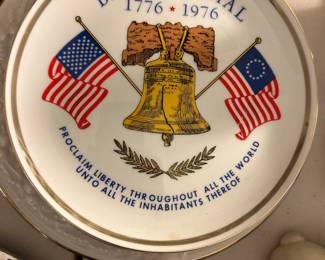 1776 ★ 1976
PROCLAIM LIBERTY THROUGHOUT ALL THE WORLD
UNTO ALL THE INHABITANTS THEREOF